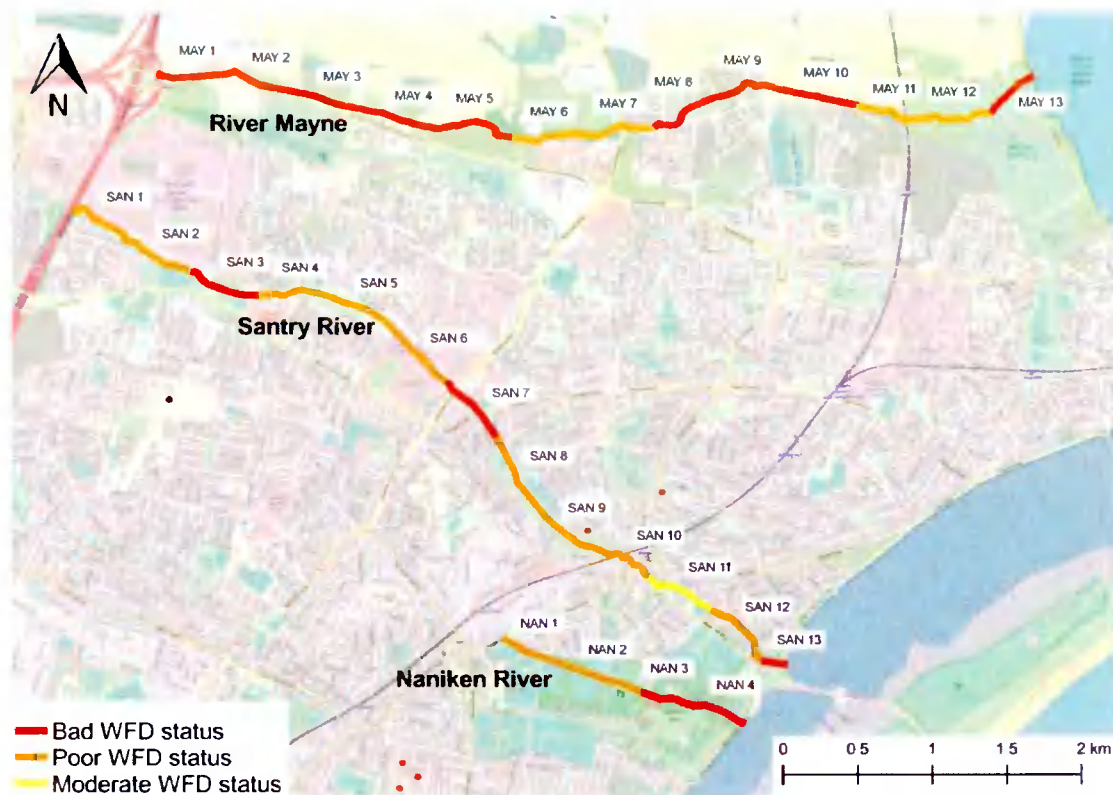 MAY 1
MAY 2
MAY 3
MAY 4
MAY 5
MAY 6
MAY 7
MAY 8
MAY 9
MAY 10
MAY 11
MAY 12
MAY 13
N
River Mayne
SAN 1
SAN 2
SAN 3
SAN 4
SAN 5
Santry River
SAN 6
SAN 7
SAN 8
SAN 9
SAN 10
SAN 11
SAN 12
SAN 13
NAN 1
NAN 2
NAN 3
NAN 4
Naniken River
Bad WFD status
Poor WFD status
Moderate WFD status
0 0 5 1 1 5 2 km